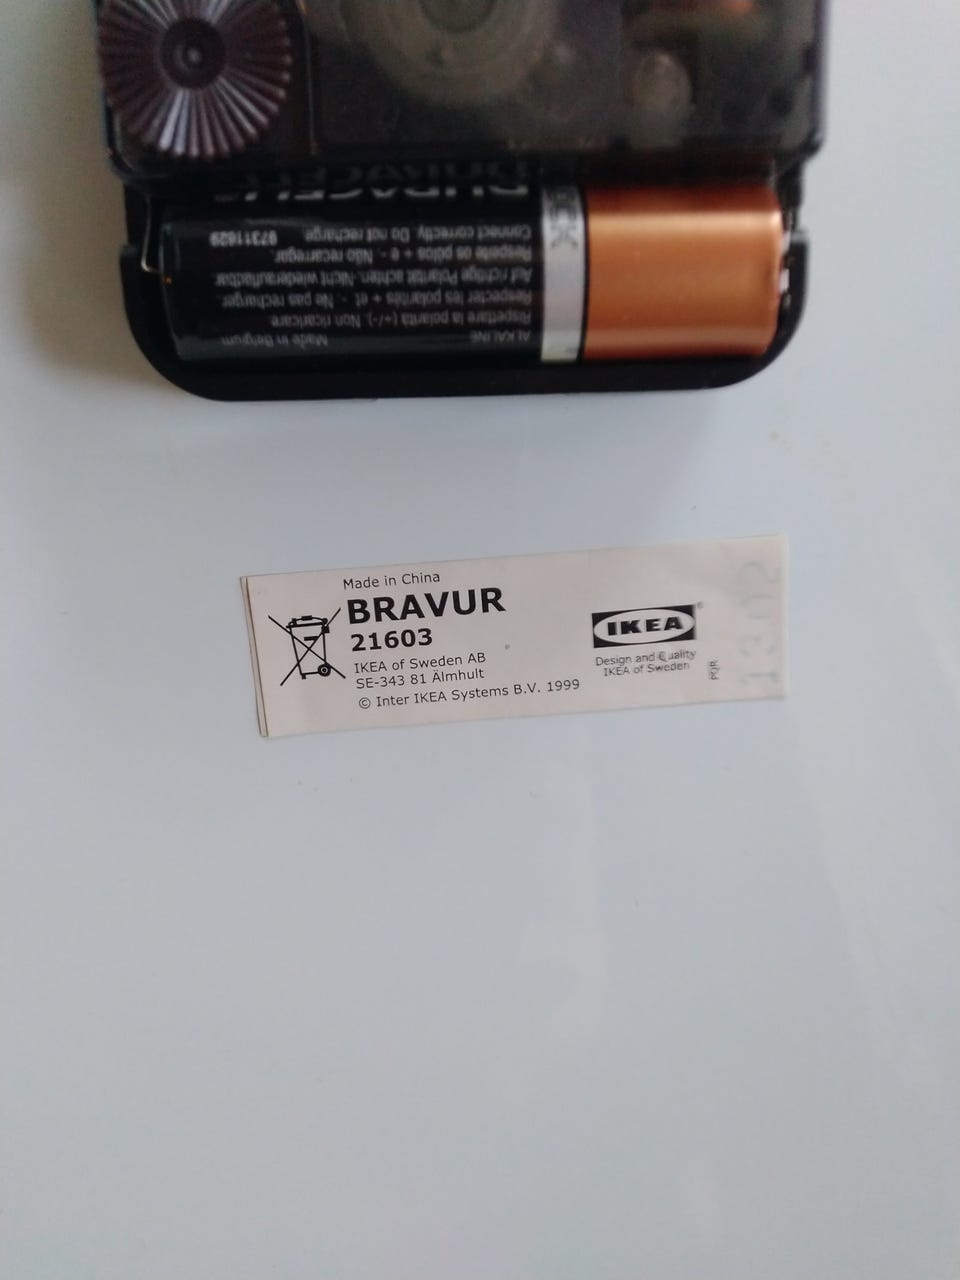 DURACELL
Connect correctly. Do not recharge. 97311629
Respeite os pólos + e -. Não recarregar.
Auf richtige Polarität achten. Nicht wiederaufladbar.
Respecter les polarités + et -. Ne pas recharger.
Rispettare la polarità (+/-). Non ricaricare.
ALKALINE Made in Belgium
Made in China
BRAVUR
21603
IKEA of Sweden AB
SE-343 81 Älmhult
© Inter IKEA Systems B.V. 1999
IKEA®
Design and Quality
IKEA of Sweden
PQR
1302